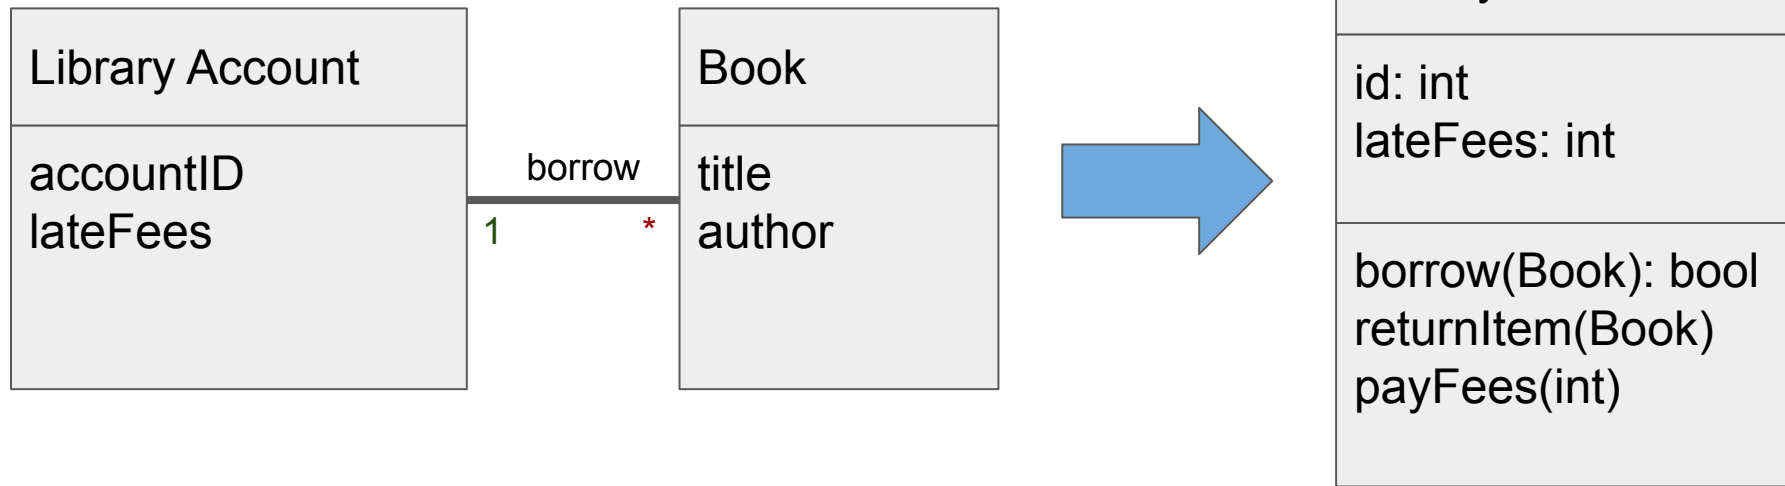 Library Account
accountID
lateFees
borrow
1
*
Book
title
author
id: int
lateFees: int
borrow(Book): bool
returnItem(Book)
payFees(int)